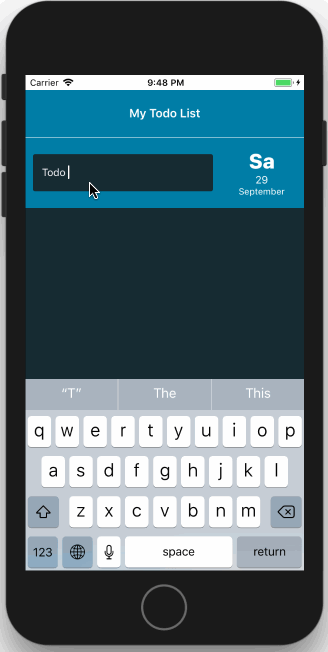 Carrier 9:48 PM
My Todo List
Todo
Sa
29
September
“T” The This
q w e r t y u i o p
a s d f g h j k l
z x c v b n m
123 space return